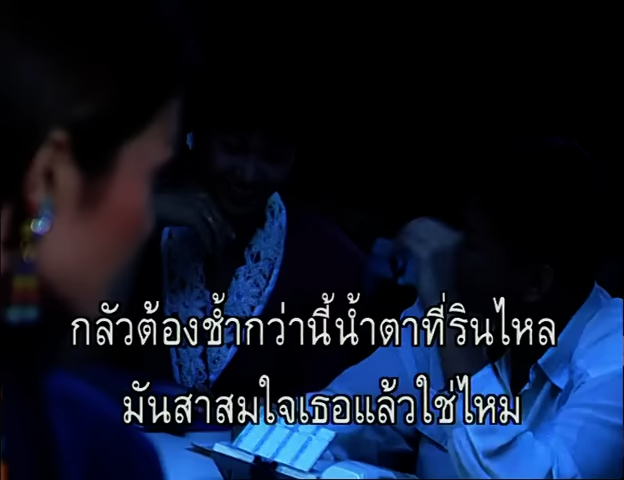 กลัวต้องช้ำกว่านี้น้ำตาที่รินไหล
มันสาสมใจเธอแล้วใช่ไหม